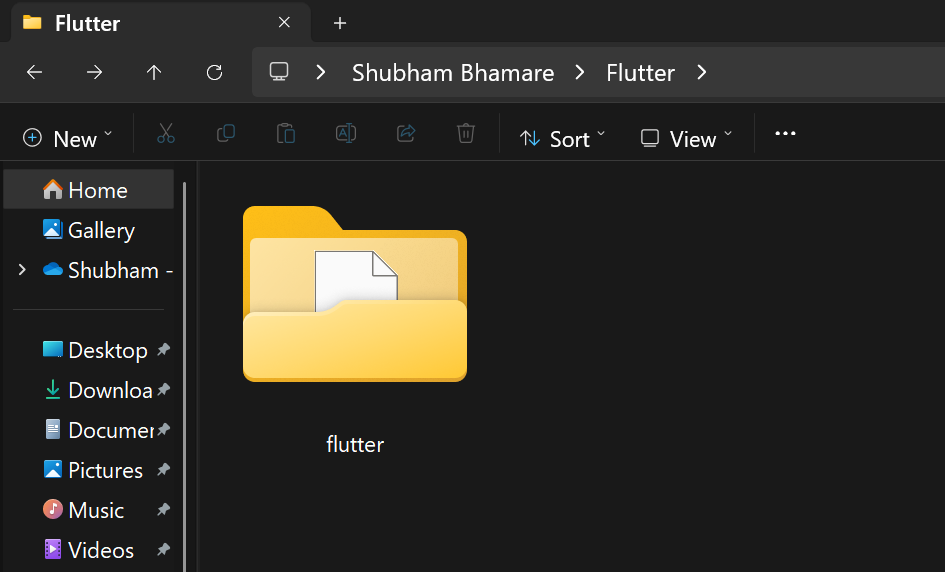 Flutter
Shubham Bhamare Flutter
New Sort View
Home
Gallery
Shubham -
Desktop
Downloa
Documer
Pictures
Music
Videos
flutter